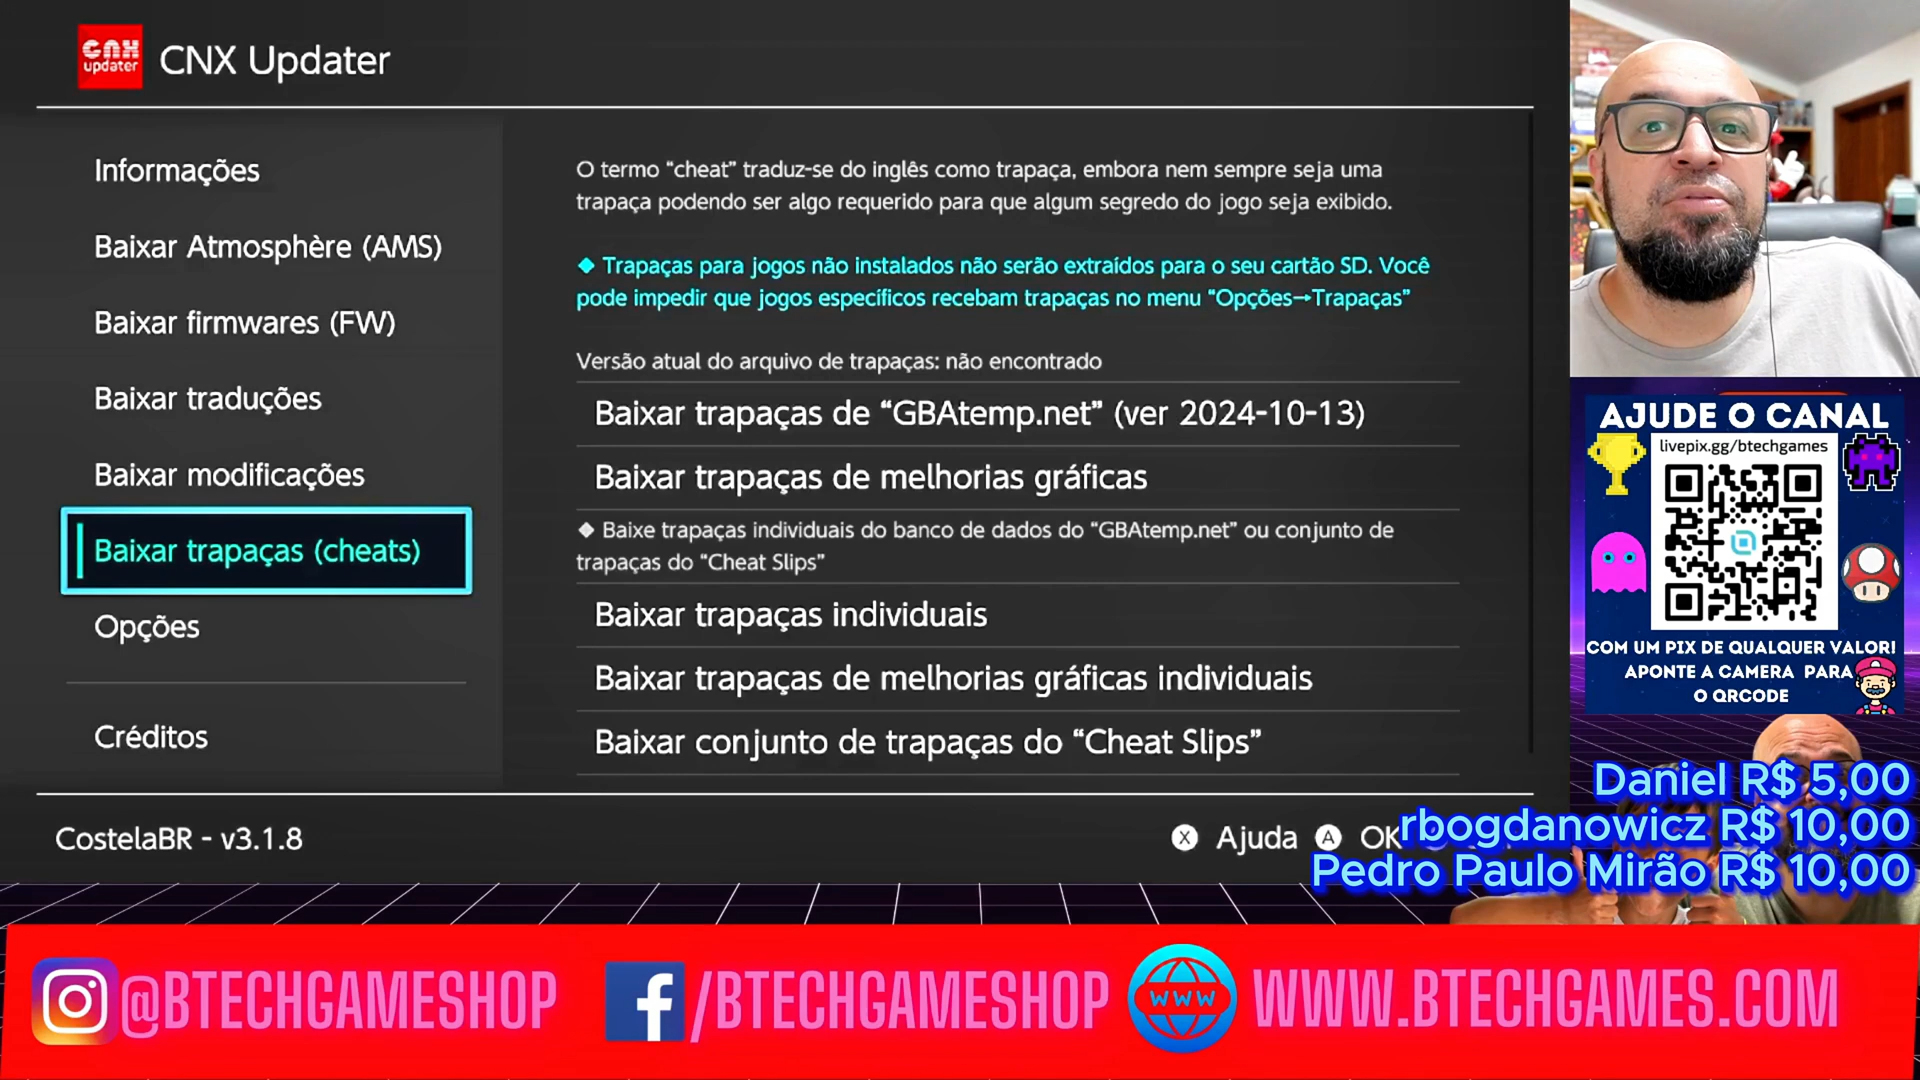 CNX updater
CNX Updater
Informações
Baixar Atmosphère (AMS)
Baixar firmwares (FW)
Baixar traduções
Baixar modificações
Baixar trapaças (cheats)
Opções
Créditos
O termo “cheat” traduz-se do inglês como trapaça, embora nem sempre seja uma
trapaça podendo ser algo requerido para que algum segredo do jogo seja exibido.
◆ Trapaças para jogos não instalados não serão extraídos para o seu cartão SD. Você
pode impedir que jogos específicos recebam trapaças no menu “Opções→Trapaças”
Versão atual do arquivo de trapaças: não encontrado
Baixar trapaças de “GBAtemp.net” (ver 2024-10-13)
Baixar trapaças de melhorias gráficas
◆ Baixe trapaças individuais do banco de dados do “GBAtemp.net” ou conjunto de
trapaças do “Cheat Slips”
Baixar trapaças individuais
Baixar trapaças de melhorias gráficas individuais
Baixar conjunto de trapaças do “Cheat Slips”
CostelaBR - v3.1.8
X Ajuda A OK
AJUDE O CANAL
livepix.gg/btechgames
COM UM PIX DE QUALQUER VALOR!
APONTE A CAMERA PARA
O QRCODE
Daniel R$ 5,00
rbogdanowicz R$ 10,00
Pedro Paulo Mirão R$ 10,00
@BTECHGAMESHOP
/BTECHGAMESHOP
www
WWW.BTECHGAMES.COM